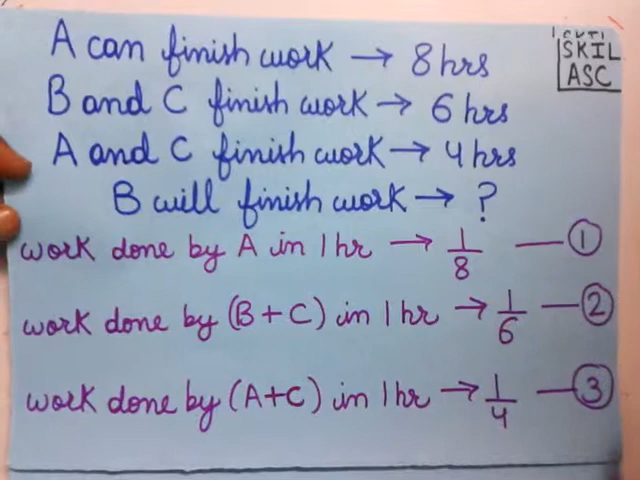 A can finish work → 8 hrs
SKIL
ASC
B and C finish work → 6 hrs
A and C finish work → 4 hrs
B will finish work → ?
work done by A in 1 hr → 1/8 — ①
work done by (B+C) in 1 hr → 1/6 — ②
work done by (A+C) in 1 hr → 1/4 — ③